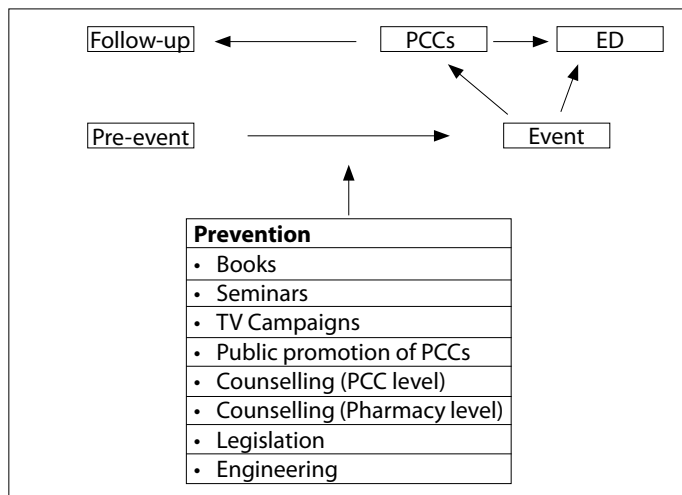 Follow-up PCCs ED
Pre-event Event
Prevention
• Books
• Seminars
• TV Campaigns
• Public promotion of PCCs
• Counselling (PCC level)
• Counselling (Pharmacy level)
• Legislation
• Engineering